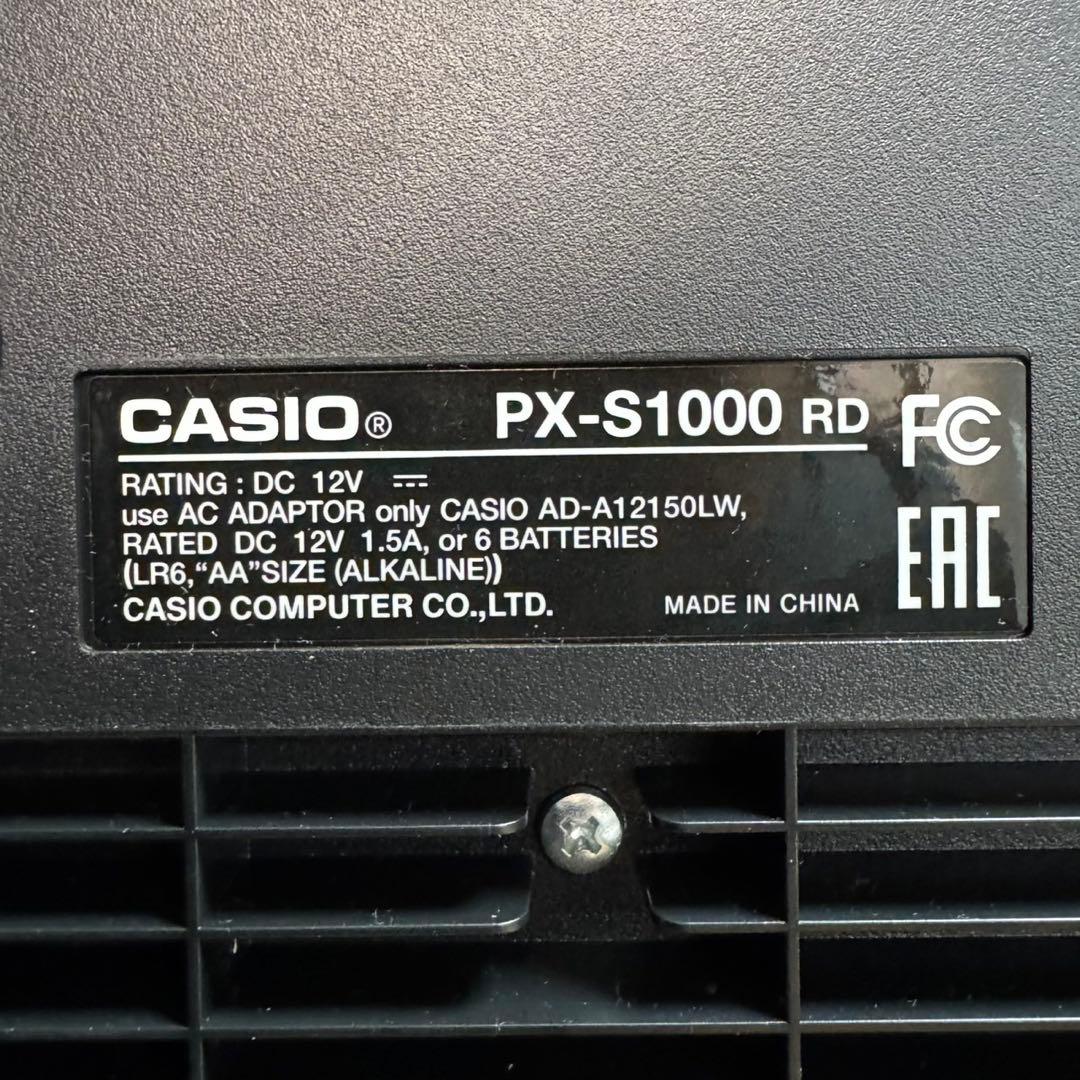 CASIO® PX-S1000 RD FC
RATING : DC 12V ⎓
use AC ADAPTOR only CASIO AD-A12150LW,
RATED DC 12V 1.5A, or 6 BATTERIES
(LR6,“AA”SIZE (ALKALINE))
CASIO COMPUTER CO.,LTD. MADE IN CHINA
EAC